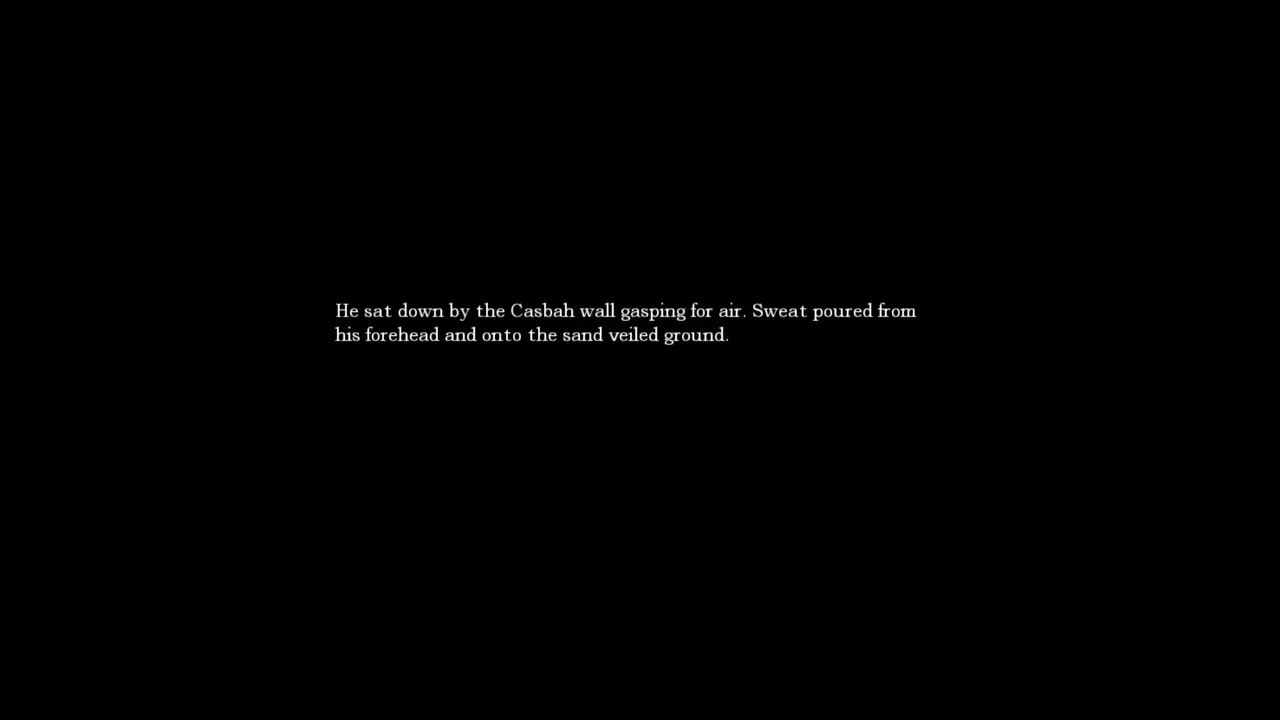 He sat down by the Casbah wall gasping for air. Sweat poured from
his forehead and onto the sand veiled ground.